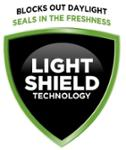 BLOCKS OUT DAYLIGHT
SEALS IN THE FRESHNESS
LIGHT
SHIELD
TECHNOLOGY